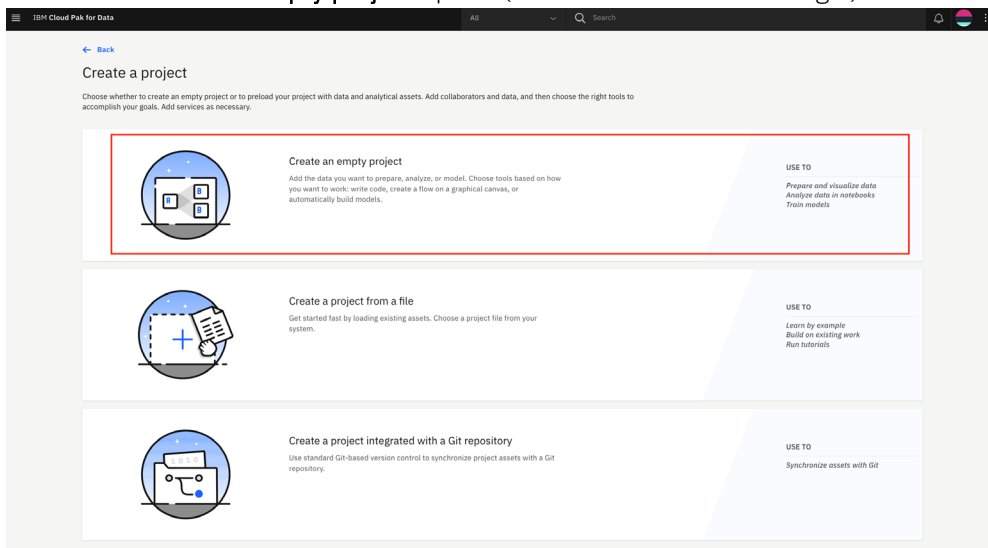 IBM Cloud Pak for Data
All
Search
Back
Create a project
Choose whether to create an empty project or to preload your project with data and analytical assets. Add collaborators and data, and then choose the right tools to
accomplish your goals. Add services as necessary.
Create an empty project
Add the data you want to prepare, analyze, or model. Choose tools based on how
you want to work: write code, create a flow on a graphical canvas, or
automatically build models.
USE TO
Prepare and visualize data
Analyze data in notebooks
Train models
A
B
B
Create a project from a file
Get started fast by loading existing assets. Choose a project file from your
system.
USE TO
Learn by example
Build on existing work
Run tutorials
Create a project integrated with a Git repository
Use standard Git-based version control to synchronize project assets with a Git
repository.
USE TO
Synchronize assets with Git
1010